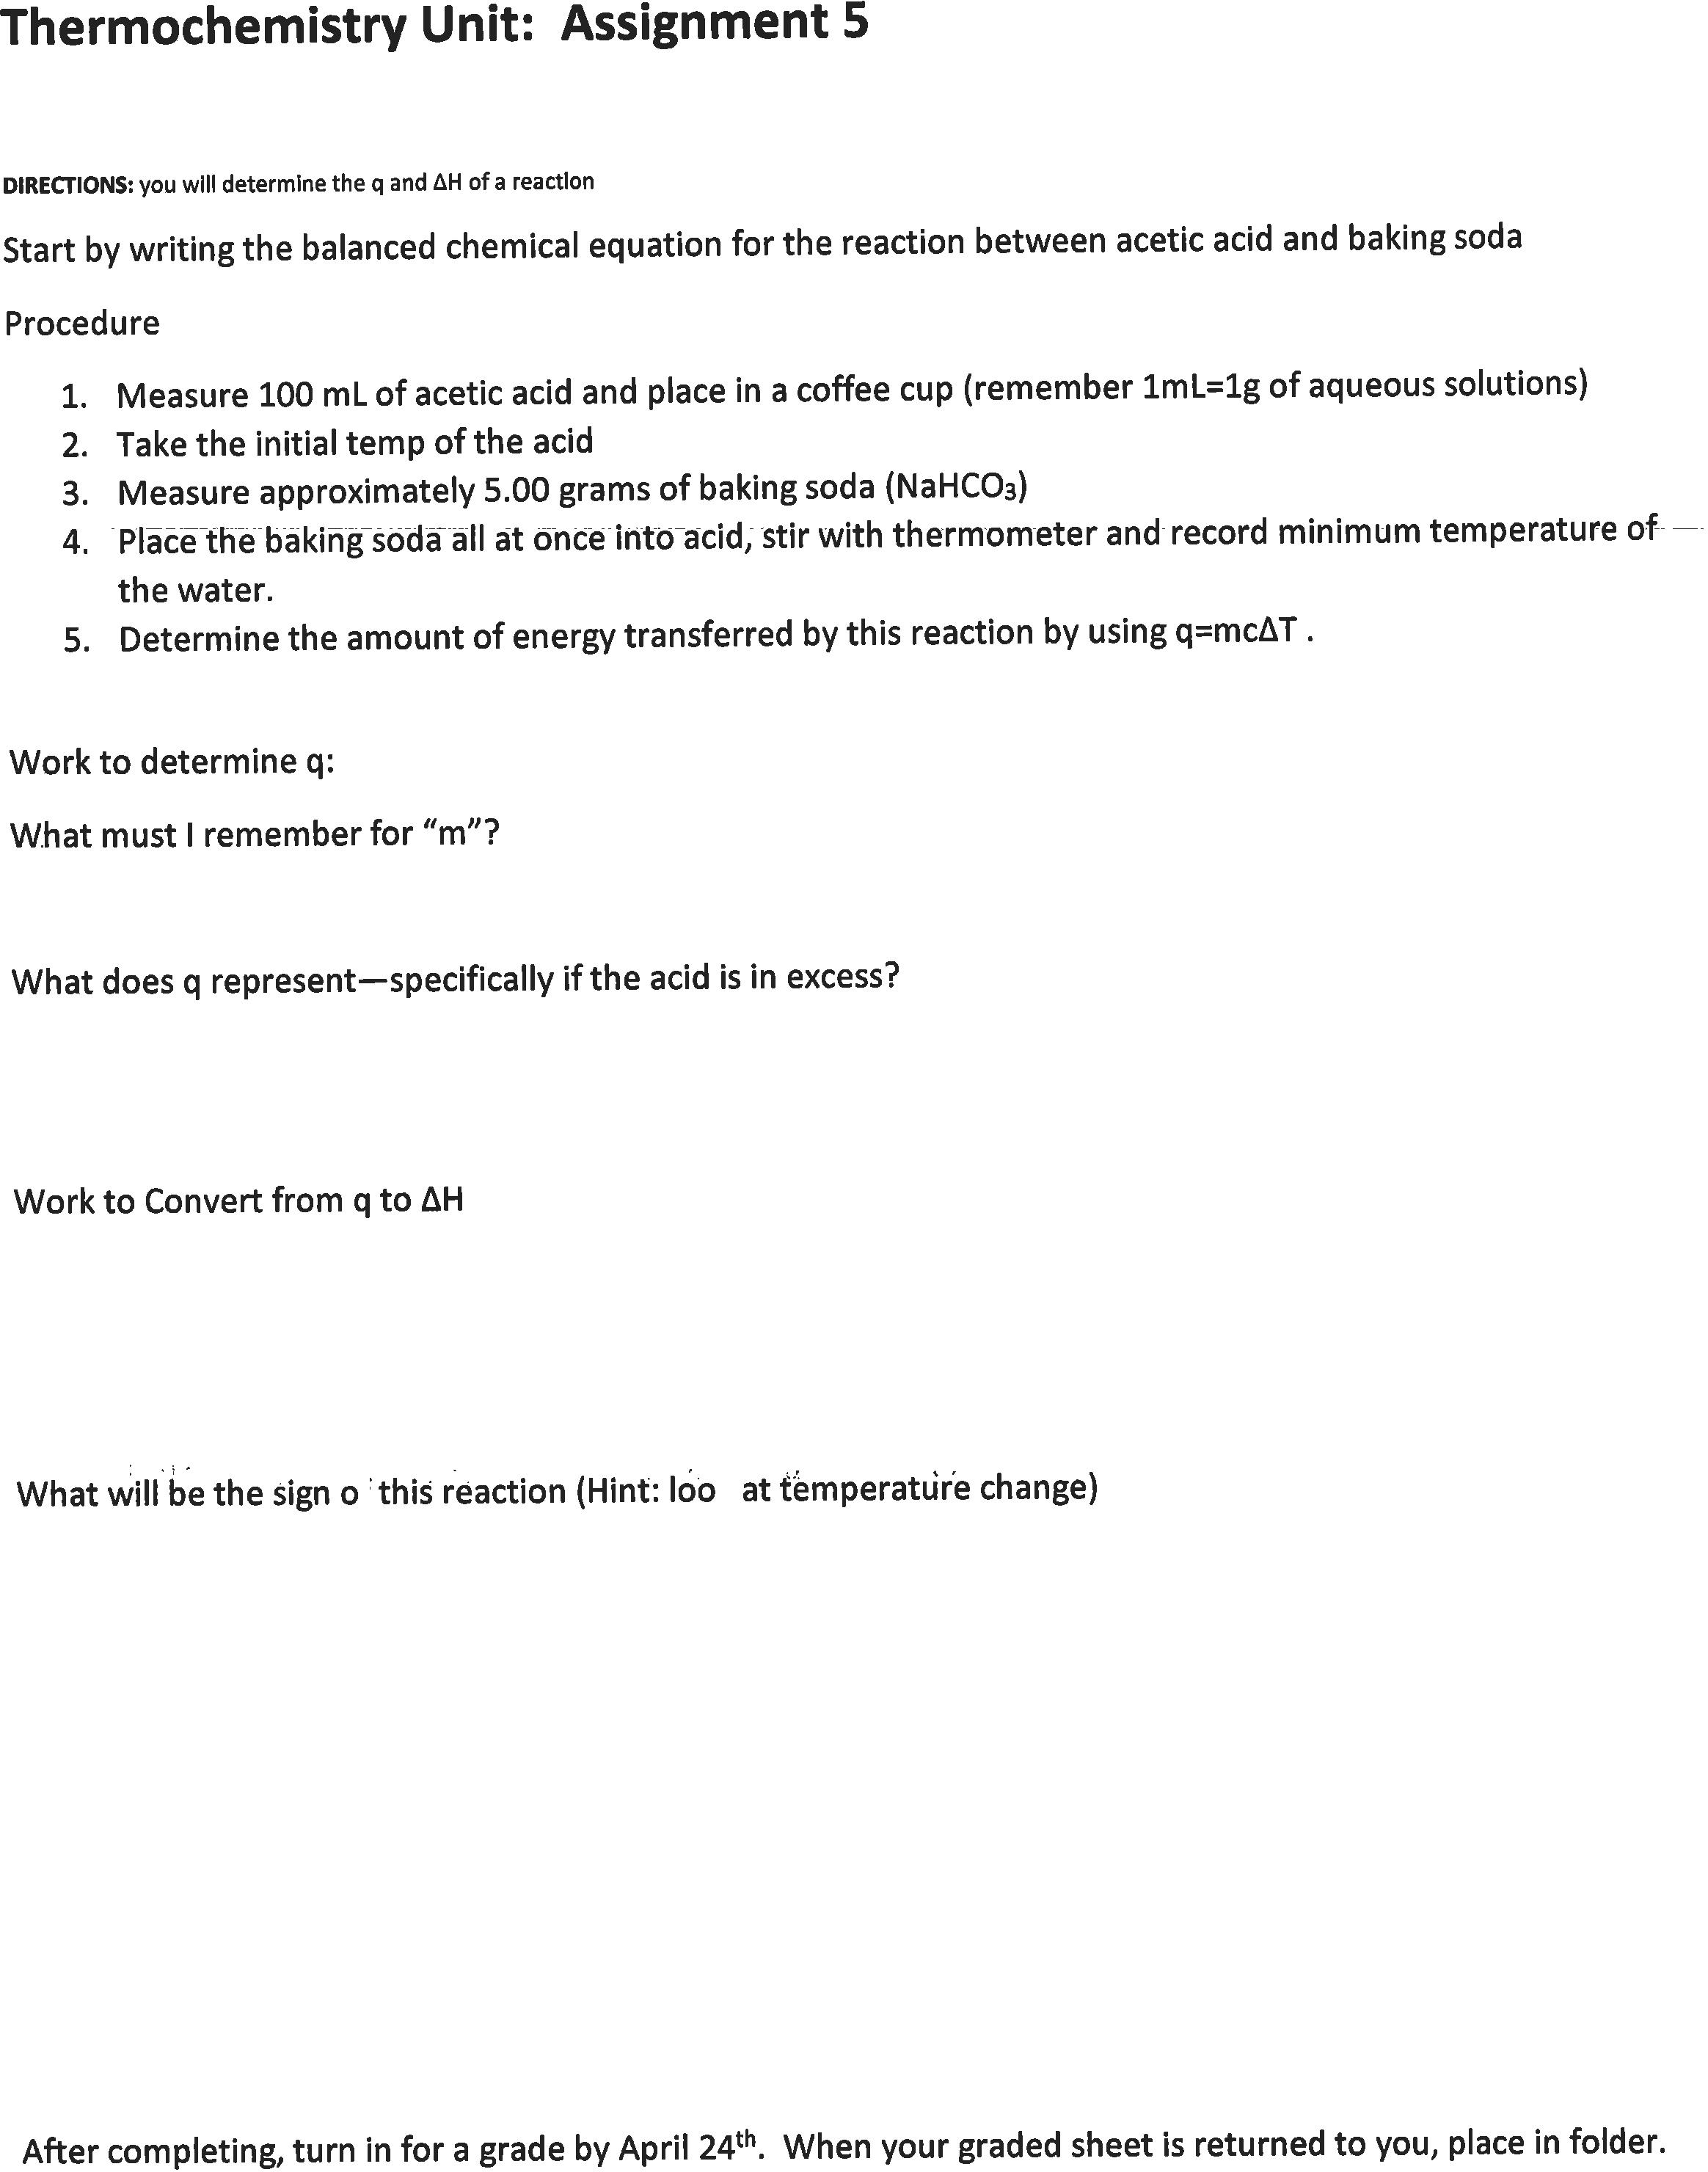 Thermochemistry Unit: Assignment 5
DIRECTIONS: you will determine the q and ΔH of a reaction
Start by writing the balanced chemical equation for the reaction between acetic acid and baking soda
Procedure
1. Measure 100 mL of acetic acid and place in a coffee cup (remember 1mL=1g of aqueous solutions)
2. Take the initial temp of the acid
3. Measure approximately 5.00 grams of baking soda (NaHCO₃)
4. Place the baking soda all at once into acid, stir with thermometer and record minimum temperature of
the water.
5. Determine the amount of energy transferred by this reaction by using q=mcΔT .
Work to determine q:
What must I remember for “m”?
What does q represent—specifically if the acid is in excess?
Work to Convert from q to ΔH
What will be the sign o this reaction (Hint: loo at temperature change)
After completing, turn in for a grade by April 24th. When your graded sheet is returned to you, place in folder.